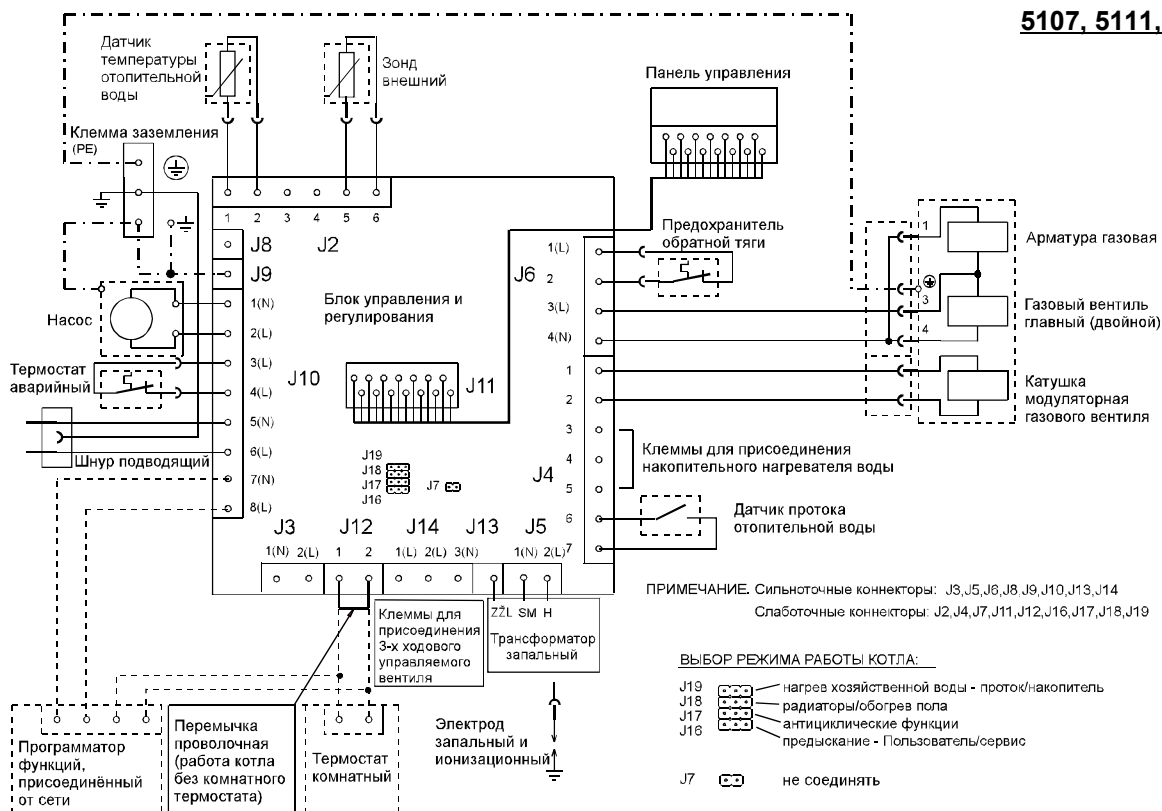 5107, 5111,
Датчик
температуры
отопительной
воды
Зонд
внешний
Панель управления
Клемма заземления
(PE)
1 2 3 4 5 6
J8
J2
J9
Предохранитель
обратной тяги
J6
1(L)
2
3(L)
4(N)
1
3
4
Арматура газовая
Газовый вентиль
главный (двойной)
Катушка
модуляторная
газового вентиля
Насос
Блок управления и
регулирования
1(N)
2(L)
3(L)
4(L)
5(N)
6(L)
7(N)
8(L)
J10
J11
Термостат
аварийный
Шнур подводящий
J19
J18
J17
J16
J7
J4
1
2
3
4
5
6
7
Клеммы для присоединения
накопительного нагревателя воды
Датчик протока
отопительной воды
J3 J12 J14 J13 J5
1(N) 2(L) 1 2 1(L) 2(L) 3(N) 1(N) 2(L)
ZŽL SM H
Трансформатор
запальный
Клеммы для
присоединения
3-х ходового
управляемого
вентиля
ПРИМЕЧАНИЕ. Сильноточные коннекторы: J3,J5,J6,J8,J9,J10,J13,J14
Слаботочные коннекторы: J2,J4,J7,J11,J12,J16,J17,J18,J19
ВЫБОР РЕЖИМА РАБОТЫ КОТЛА:
J19 нагрев хозяйственной воды - проток/накопитель
J18 радиаторы/обогрев пола
J17 антициклические функции
J16 предыскание - Пользователь/сервис
J7 не соединять
Программатор
функций,
присоединённый
от сети
Перемычка
проволочная
(работа котла
без комнатного
термостата)
Термостат
комнатный
Электрод
запальный и
ионизационный